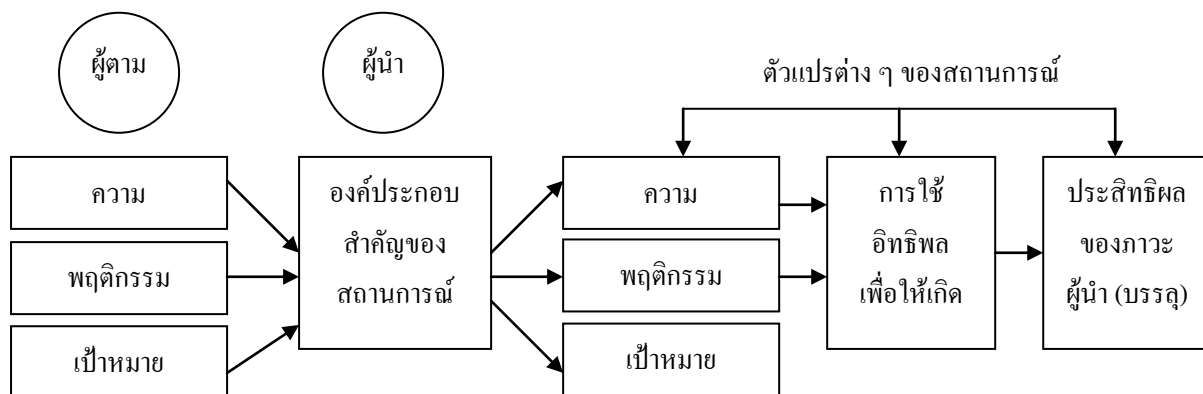 ผู้ตาม
ผู้นำ
ตัวแปรต่าง ๆ ของสถานการณ์
ความ
พฤติกรรม
เป้าหมาย
องค์ประกอบ
สำคัญของ
สถานการณ์
ความ
พฤติกรรม
เป้าหมาย
การใช้
อิทธิพล
เพื่อให้เกิด
ประสิทธิผล
ของภาวะ
ผู้นำ (บรรลุ)